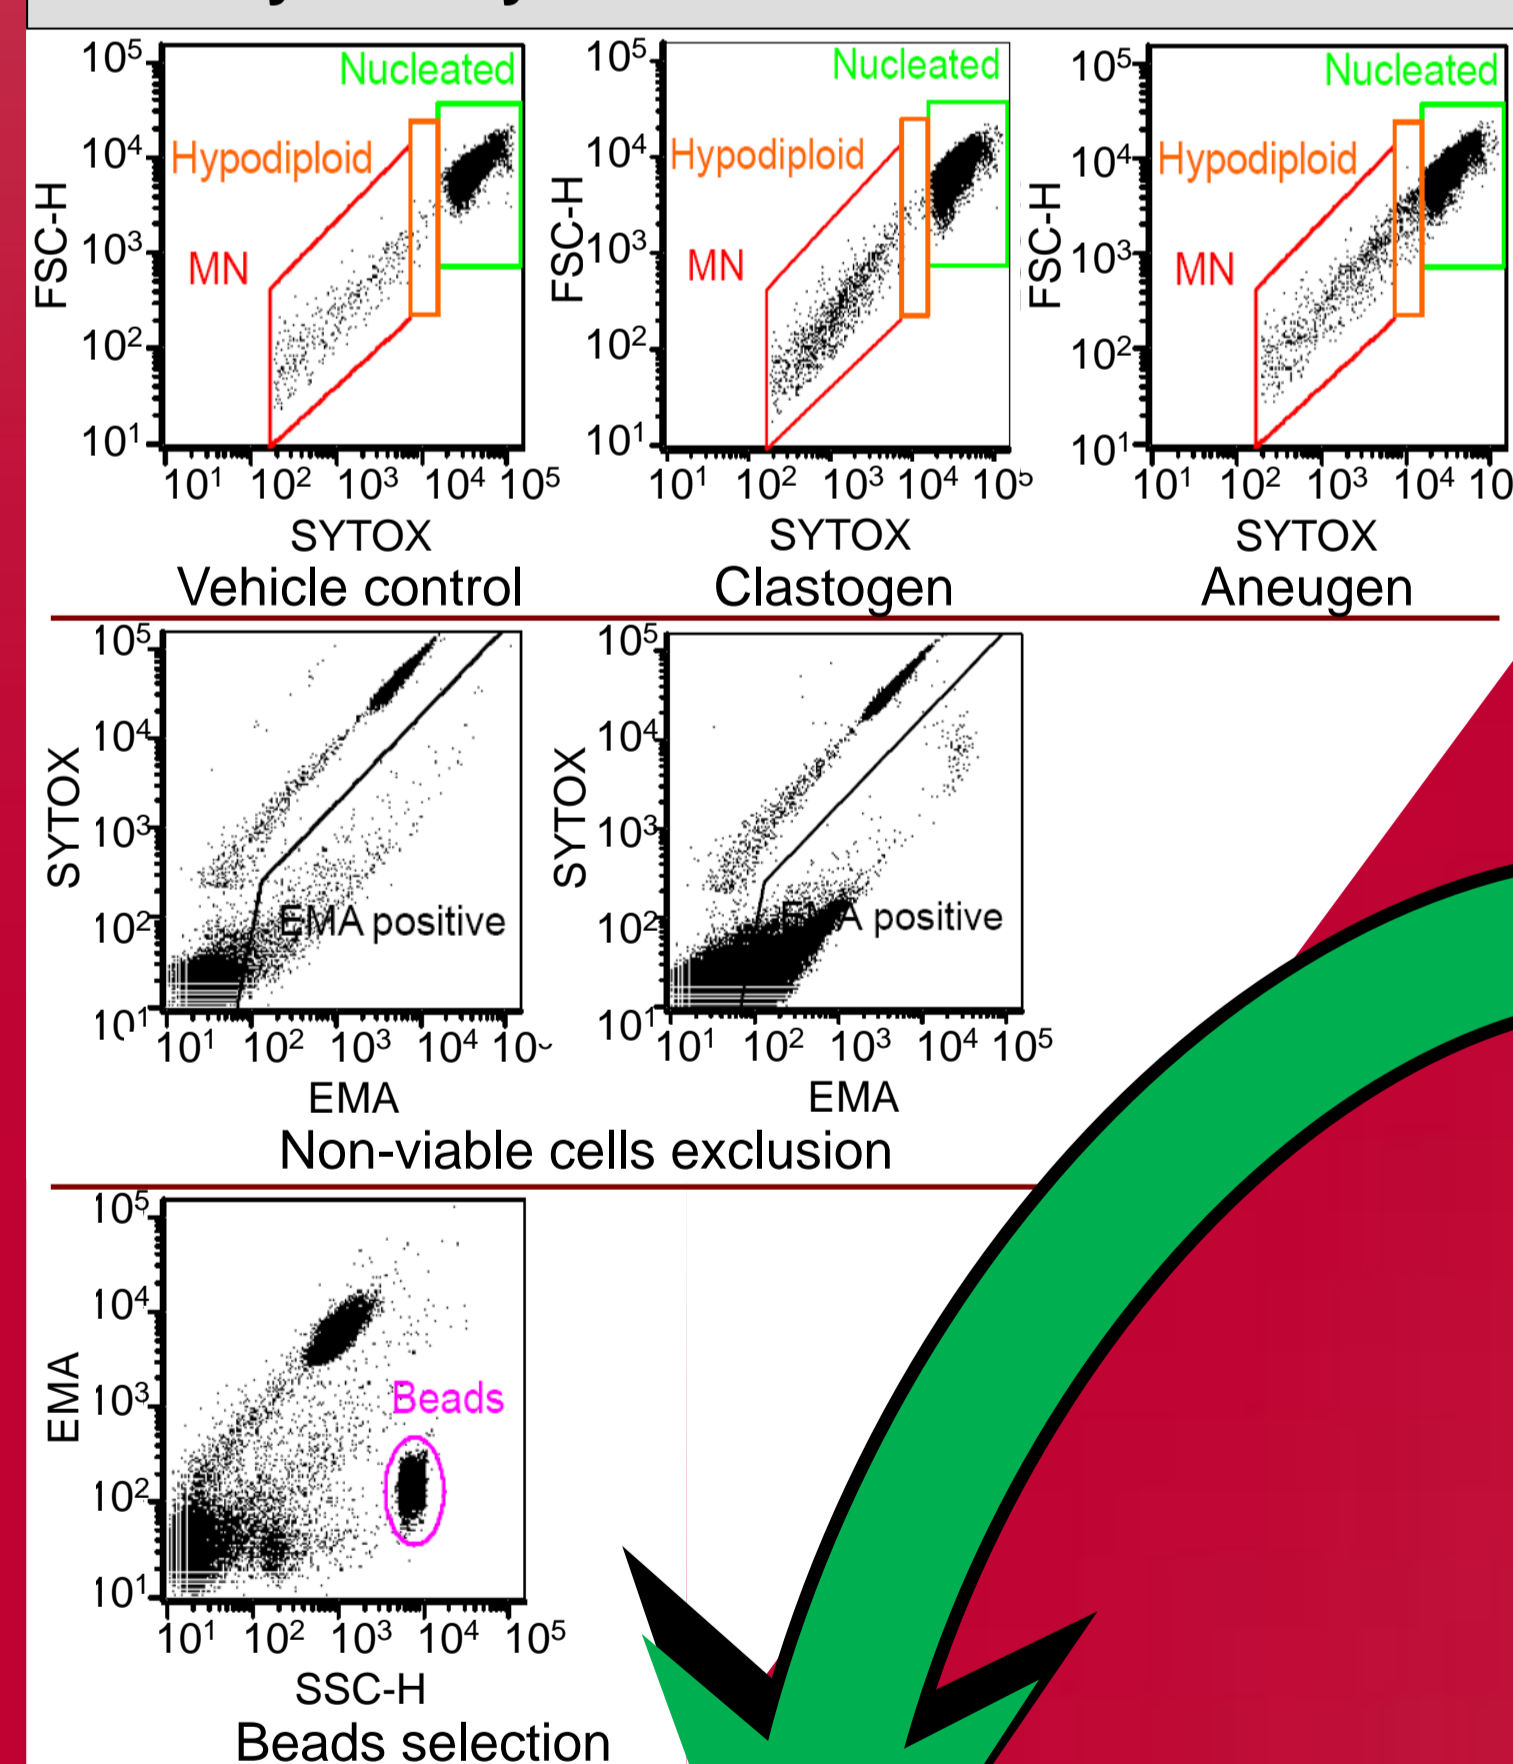 10⁵ 10⁴ 10³ 10² 10¹
FSC-H
Nucleated
Hypodiploid
MN
10¹ 10² 10³ 10⁴ 10⁵
SYTOX
Vehicle control
10⁵ 10⁴ 10³ 10² 10¹
FSC-H
Nucleated
Hypodiploid
MN
10¹ 10² 10³ 10⁴ 10⁵
SYTOX
Clastogen
10⁵ 10⁴ 10³ 10² 10¹
FSC-H
Nucleated
Hypodiploid
MN
10¹ 10² 10³ 10⁴ 10
SYTOX
Aneugen
10⁵ 10⁴ 10³ 10² 10¹
SYTOX
EMA positive
10¹ 10² 10³ 10⁴
EMA
10⁵ 10⁴ 10³ 10² 10¹
SYTOX
EMA positive
10¹ 10² 10³ 10⁴ 10⁵
EMA
Non-viable cells exclusion
10⁵ 10⁴ 10³ 10² 10¹
EMA
Beads
10¹ 10² 10³ 10⁴ 10⁵
SSC-H
Beads selection